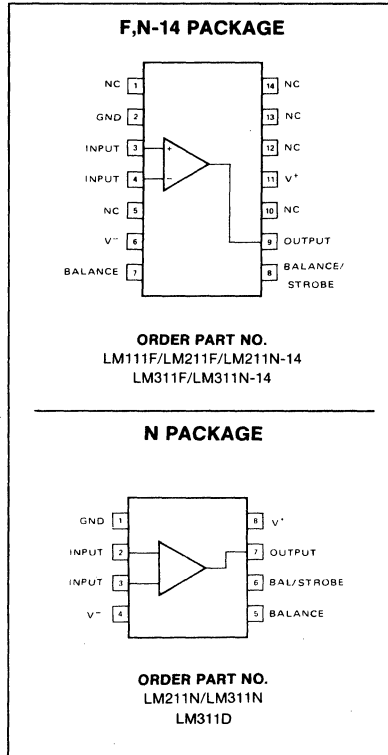 F,N-14 PACKAGE
NC 1
14 NC
GND 2
13 NC
INPUT 3 +
12 NC
INPUT 4 −
11 V+
NC 5
10 NC
V− 6
9 OUTPUT
BALANCE 7
8 BALANCE/
STROBE
ORDER PART NO.
LM111F/LM211F/LM211N-14
LM311F/LM311N-14
N PACKAGE
GND 1
8 V+
INPUT 2
7 OUTPUT
INPUT 3
6 BAL/STROBE
V− 4
5 BALANCE
ORDER PART NO.
LM211N/LM311N
LM311D